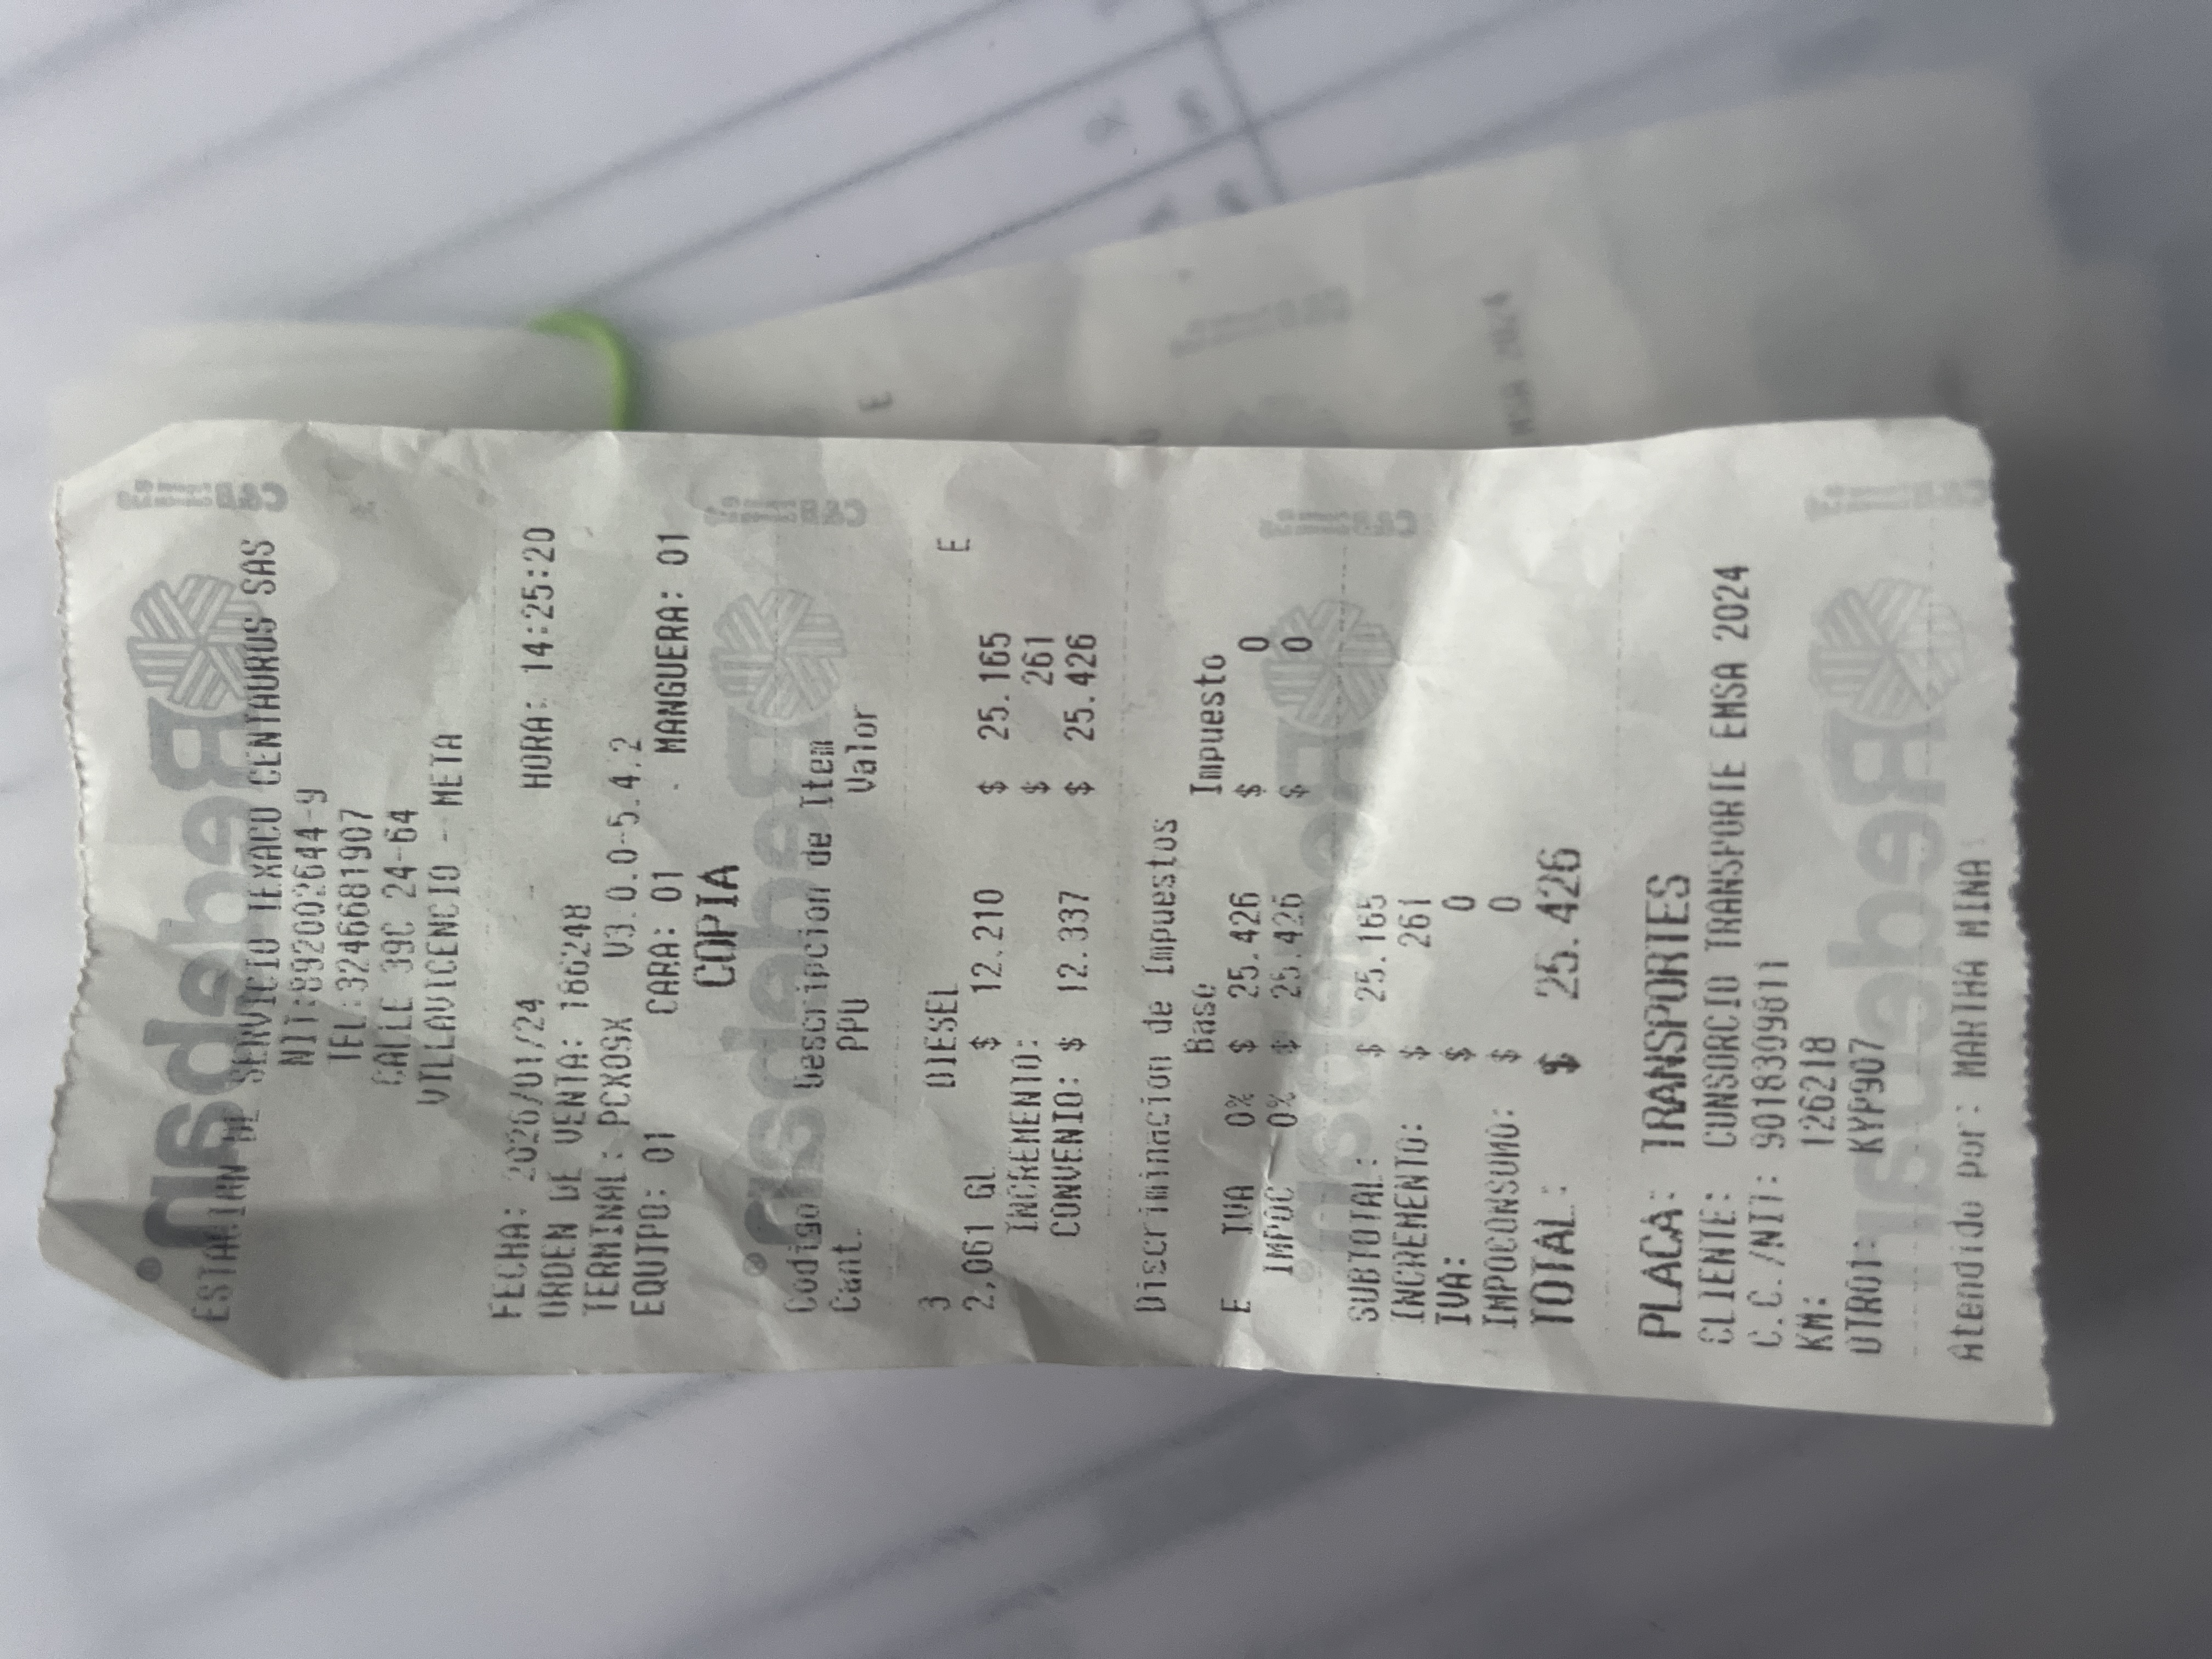 Redeban®
ESTACION DE SERVICIO TEXACO CENTAURUS SAS
NIT:892002644-9
TEL:3246681907
CALLE 39C 24-64
VILLAVICENCIO - META
FECHA: 2026/01/24 HORA: 14:25:20
ORDEN DE VENTA: 186248
TERMINAL: PCX0SX V3.0.0-5.4.2
EQUIPO: 01 CARA: 01 MANGUERA: 01
COPIA
Codigo Descripcion de Item
Cant. PPU Valor
3 DIESEL E
2,061 GL $ 12.210 $ 25.165
INCREMENTO: $ 261
CONVENIO: $ 12.337 $ 25.426
Discriminacion de Impuestos
Base Impuesto
E IVA 0% $ 25.426 $ 0
IMPOC 0% $ 25.426 $ 0
SUBTOTAL: $ 25.165
INCREMENTO: $ 261
IVA: $ 0
IMPOCONSUMO: $ 0
TOTAL: $ 25.426
PLACA: TRANSPORTES
CLIENTE: CONSORCIO TRANSPORTE EMSA 2024
C.C./NIT: 901839811
KM: 126218
OTRO1: KYP907
Atendido por: MARTHA MINA